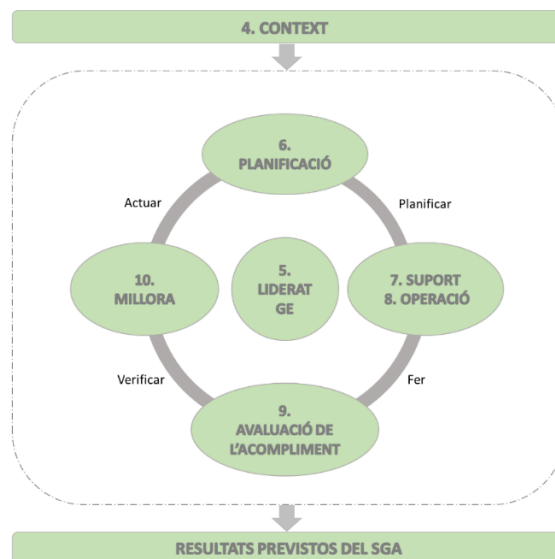 4. CONTEXT
6.
PLANIFICACIÓ
Actuar
Planificar
10.
MILLORA
5.
LIDERAT
GE
7. SUPORT
8. OPERACIÓ
Verificar
Fer
9.
AVALUACIÓ DE
L'ACOMPLIMENT
RESULTATS PREVISTOS DEL SGA